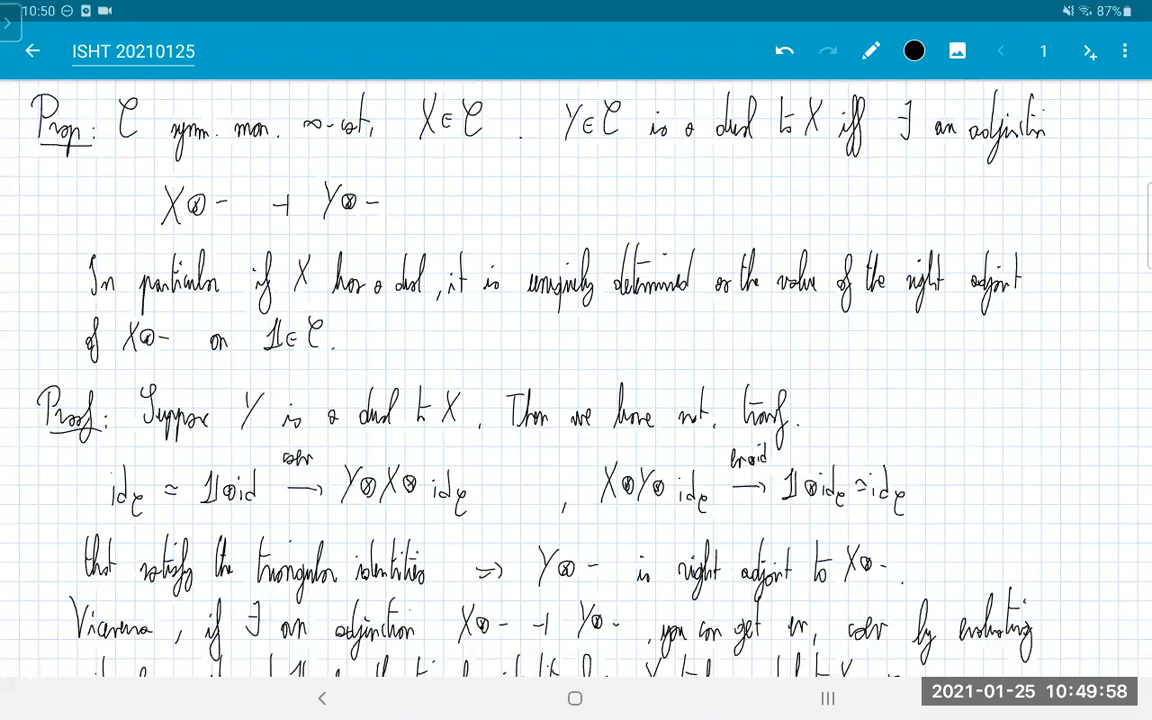 10:50 87%
ISHT 20210125 1
Prop: C symm. mon. ∞-cat, X∈C. Y∈C is a dual to X iff ∃ an adjunction
X⊗- ⊣ Y⊗-
In particular if X has a dual, it is uniquely determined as the value of the right adjoint
of X⊗- on 𝟙∈C.
Proof: Suppose Y is a dual to X. Then we have nat. transf.
id_C ≃ 𝟙⊗id —coev→ Y⊗X⊗ id_C , X⊗Y⊗ id_C —ev⊗id→ 𝟙⊗id_C ≃ id_C
that satisfy the triangular identities ⇒ Y⊗- is right adjoint to X⊗-.
Viceversa, if ∃ an adjunction X⊗- ⊣ Y⊗-, you can get ev, coev by evaluating
2021-01-25 10:49:58